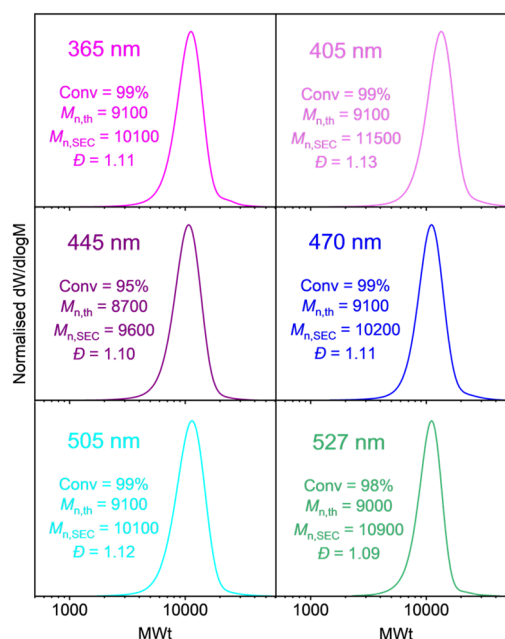 365 nm
Conv = 99%
Mn,th = 9100
Mn,SEC = 10100
Đ = 1.11
405 nm
Conv = 99%
Mn,th = 9100
Mn,SEC = 11500
Đ = 1.13
445 nm
Conv = 95%
Mn,th = 8700
Mn,SEC = 9600
Đ = 1.10
470 nm
Conv = 99%
Mn,th = 9100
Mn,SEC = 10200
Đ = 1.11
505 nm
Conv = 99%
Mn,th = 9100
Mn,SEC = 10100
Đ = 1.12
527 nm
Conv = 98%
Mn,th = 9000
Mn,SEC = 10900
Đ = 1.09
Normalised dW/dlogM
1000 10000 1000 10000
MWt MWt